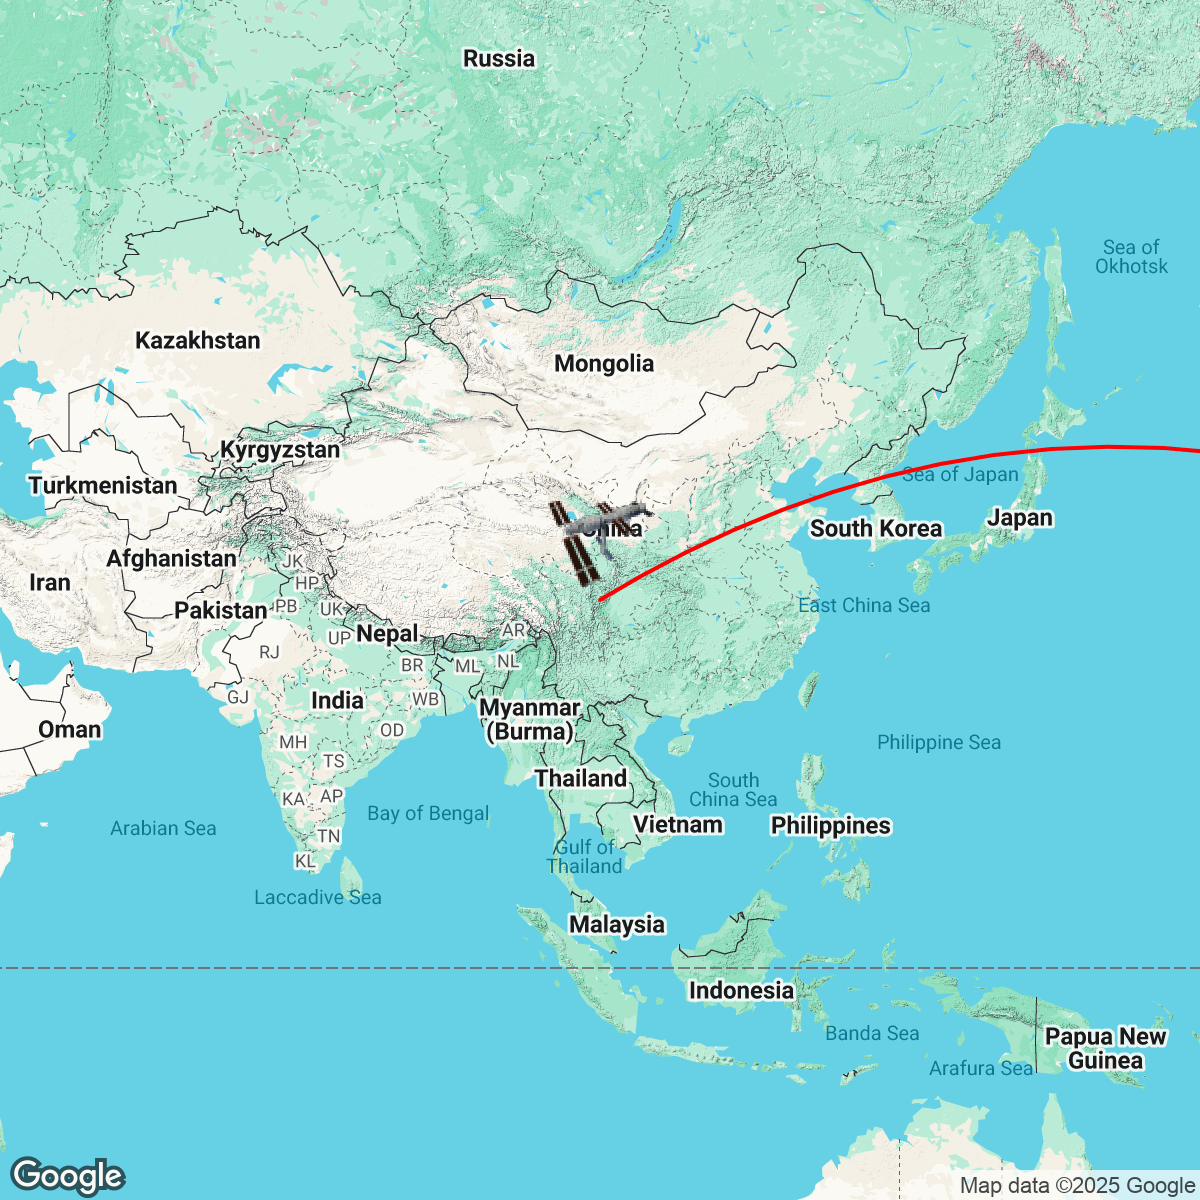 Russia
Sea of
Okhotsk
Kazakhstan
Mongolia
Kyrgyzstan
Sea of Japan
Turkmenistan
Japan
South Korea
China
Afghanistan
JK
Iran
HP
Pakistan
PB
UK
East China Sea
UP
Nepal
AR
RJ
BR
ML
NL
GJ
India
WB
Myanmar
(Burma)
Oman
OD
MH
Philippine Sea
TS
Thailand
South
China Sea
KA
AP
Bay of Bengal
Arabian Sea
Vietnam
Philippines
TN
Gulf of
Thailand
KL
Laccadive Sea
Malaysia
Indonesia
Banda Sea
Papua New
Guinea
Arafura Sea
Google
Map data ©2025 Google